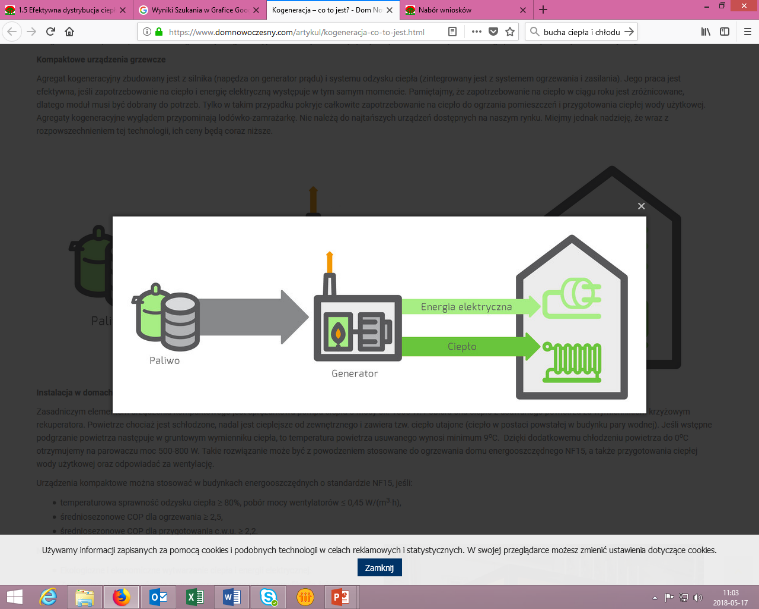 1.5 Efektywna dystrybucja ciepł
Wyniki Szukania w Grafice Goog
Kogeneracja – co to jest? - Dom No
Nabór wniosków
https://www.domnowoczesny.com/artykul/kogeneracja-co-to-jest.html
bucha ciepła i chłodu
Kompaktowe urządzenia grzewcze
Agregat kogeneracyjny zbudowany jest z silnika (napędza on generator prądu) i systemu odzysku ciepła (zintegrowany jest z systemem ogrzewania i zasilania). Jego praca jest
efektywna, jeśli zapotrzebowanie na ciepło i energię elektryczną występuje w tym samym momencie. Pamiętajmy, że zapotrzebowanie na ciepło w ciągu roku jest zróżnicowane,
dlatego moduł musi być dobrany do potrzeb. Tylko w takim przypadku pokryje całkowite zapotrzebowanie na ciepło do ogrzania pomieszczeń i przygotowania ciepłej wody użytkowej.
Agregaty kogeneracyjne wyglądem przypominają lodówko-zamrażarkę. Nie należą do najtańszych urządzeń dostępnych na naszym rynku. Miejmy jednak nadzieję, że wraz z
rozpowszechnieniem tej technologii, ich ceny będą coraz niższe.
Energia elektryczna
Ciepło
Paliwo
Generator
Instalacja w domach
Zasadniczym elementem
krzyżowym
rekuperatora. Powietrze chociaż jest schłodzone, nadal jest cieplejsze od zewnętrznego i zawiera tzw. ciepło utajone (ciepło w postaci powstałej w budynku pary wodnej). Jeśli wstępne
podgrzanie powietrza następuje w gruntowym wymienniku ciepła, to temperatura powietrza usuwanego wynosi minimum 9°C. Dzięki dodatkowemu chłodzeniu powietrza do 0°C
otrzymujemy na parowaczu moc 500-600 W. Takie rozwiązanie może być z powodzeniem stosowane do ogrzewania domu energooszczędnego NF15, a także przygotowania ciepłej
wody użytkowej oraz odpowiadać za wentylację.
Urządzenia kompaktowe można stosować w budynkach energooszczędnych o standardzie NF15, jeśli:
temperaturowa sprawność odzysku ciepła ≥ 80%, pobór mocy wentylatorów ≤ 0,45 W/(m³·h),
średniosezonowe COP dla ogrzewania ≥ 2,5,
średniosezonowe COP dla przygotowania c.w.u. ≥ 2,2
Używamy informacji zapisanych za pomocą cookies i podobnych technologii w celach reklamowych i statystycznych. W swojej przeglądarce możesz zmienić ustawienia dotyczące cookies.
Zamknij
11:03
2018-05-17